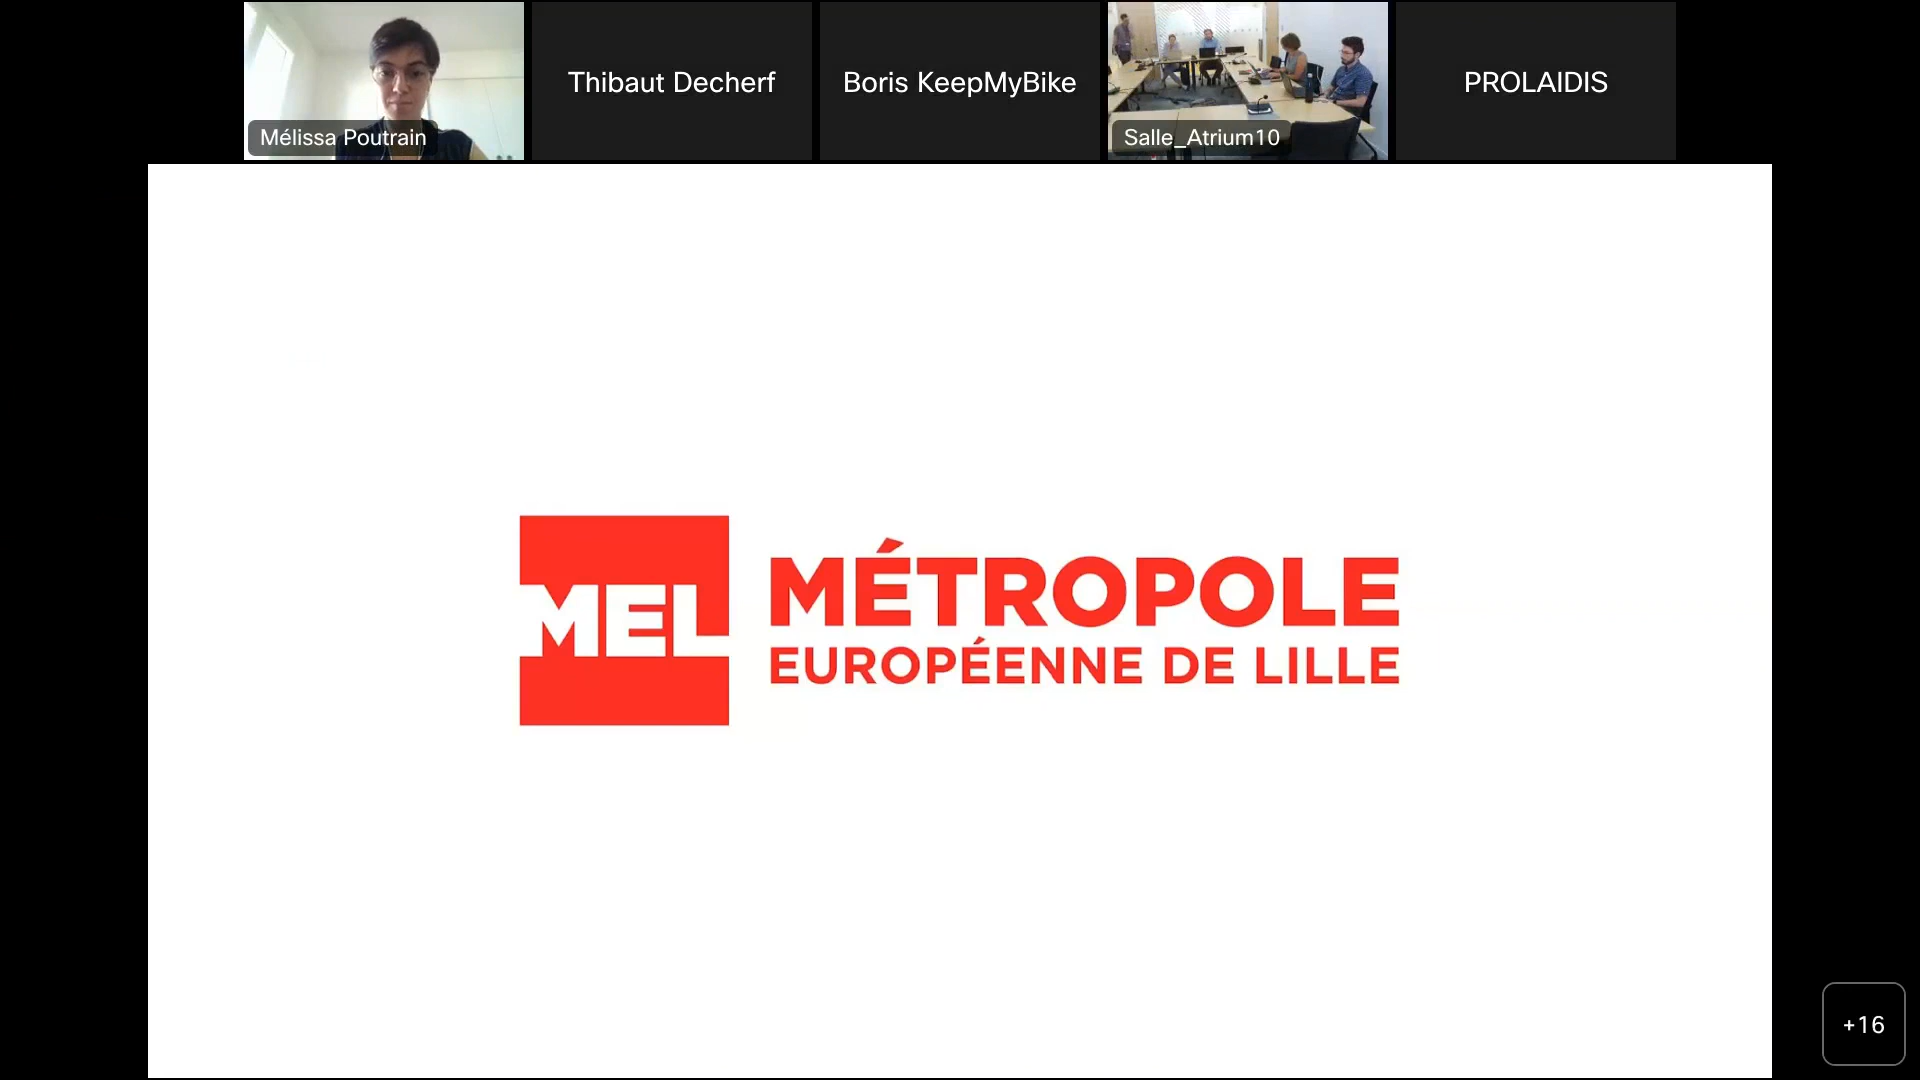 Mélissa Poutrain
Thibaut Decherf
Boris KeepMyBike
Salle_Atrium10
PROLAIDIS
MEL
MÉTROPOLE
EUROPÉENNE DE LILLE
+16